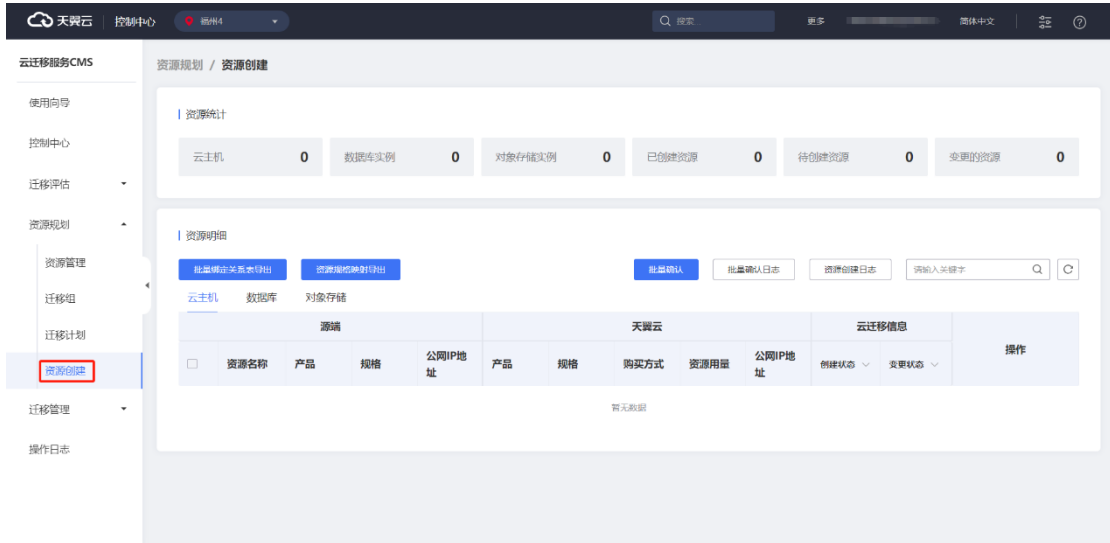 天翼云 控制中心 福州4 搜索... 更多 简体中文
云迁移服务CMS
使用向导
控制中心
迁移评估
资源规划
资源管理
迁移组
迁移计划
资源创建
迁移管理
操作日志
资源规划 / 资源创建
资源统计
云主机 0 数据库实例 0 对象存储实例 0 已创建资源 0 待创建资源 0 变更的资源 0
资源明细
批量绑定关系表导出 资源规格映射导出 批量确认 批量确认日志 资源创建日志 请输入关键字
云主机 数据库 对象存储
源端 天翼云 云迁移信息 操作
资源名称 产品 规格 公网IP地址 产品 规格 购买方式 资源用量 公网IP地址 创建状态 变更状态
暂无数据